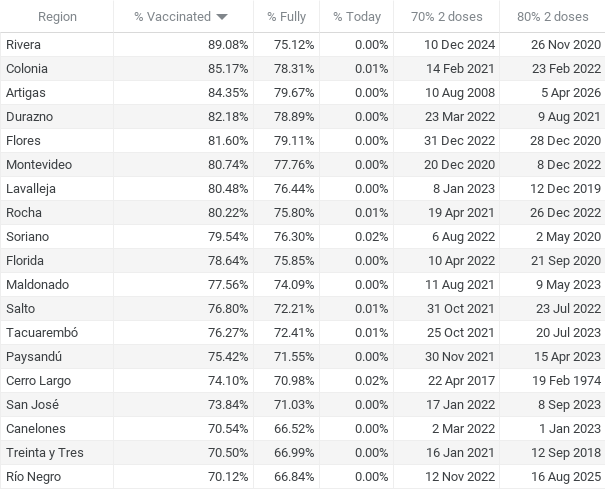 Region % Vaccinated % Fully % Today 70% 2 doses 80% 2 doses
Rivera 89.08% 75.12% 0.00% 10 Dec 2024 26 Nov 2020
Colonia 85.17% 78.31% 0.01% 14 Feb 2021 23 Feb 2022
Artigas 84.35% 79.67% 0.00% 10 Aug 2008 5 Apr 2026
Durazno 82.18% 78.89% 0.00% 23 Mar 2022 9 Aug 2021
Flores 81.60% 79.11% 0.00% 31 Dec 2022 28 Dec 2020
Montevideo 80.74% 77.76% 0.00% 20 Dec 2020 8 Dec 2022
Lavalleja 80.48% 76.44% 0.00% 8 Jan 2023 12 Dec 2019
Rocha 80.22% 75.80% 0.01% 19 Apr 2021 26 Dec 2022
Soriano 79.54% 76.30% 0.02% 6 Aug 2022 2 May 2020
Florida 78.64% 75.85% 0.00% 10 Apr 2022 21 Sep 2020
Maldonado 77.56% 74.09% 0.00% 11 Aug 2021 9 May 2023
Salto 76.80% 72.21% 0.01% 31 Oct 2021 23 Jul 2022
Tacuarembó 76.27% 72.41% 0.01% 25 Oct 2021 20 Jul 2023
Paysandú 75.42% 71.55% 0.00% 30 Nov 2021 15 Apr 2023
Cerro Largo 74.10% 70.98% 0.02% 22 Apr 2017 19 Feb 1974
San José 73.84% 71.03% 0.00% 17 Jan 2022 8 Sep 2023
Canelones 70.54% 66.52% 0.00% 2 Mar 2022 1 Jan 2023
Treinta y Tres 70.50% 66.99% 0.00% 16 Jan 2021 12 Sep 2018
Río Negro 70.12% 66.84% 0.00% 12 Nov 2022 16 Aug 2025